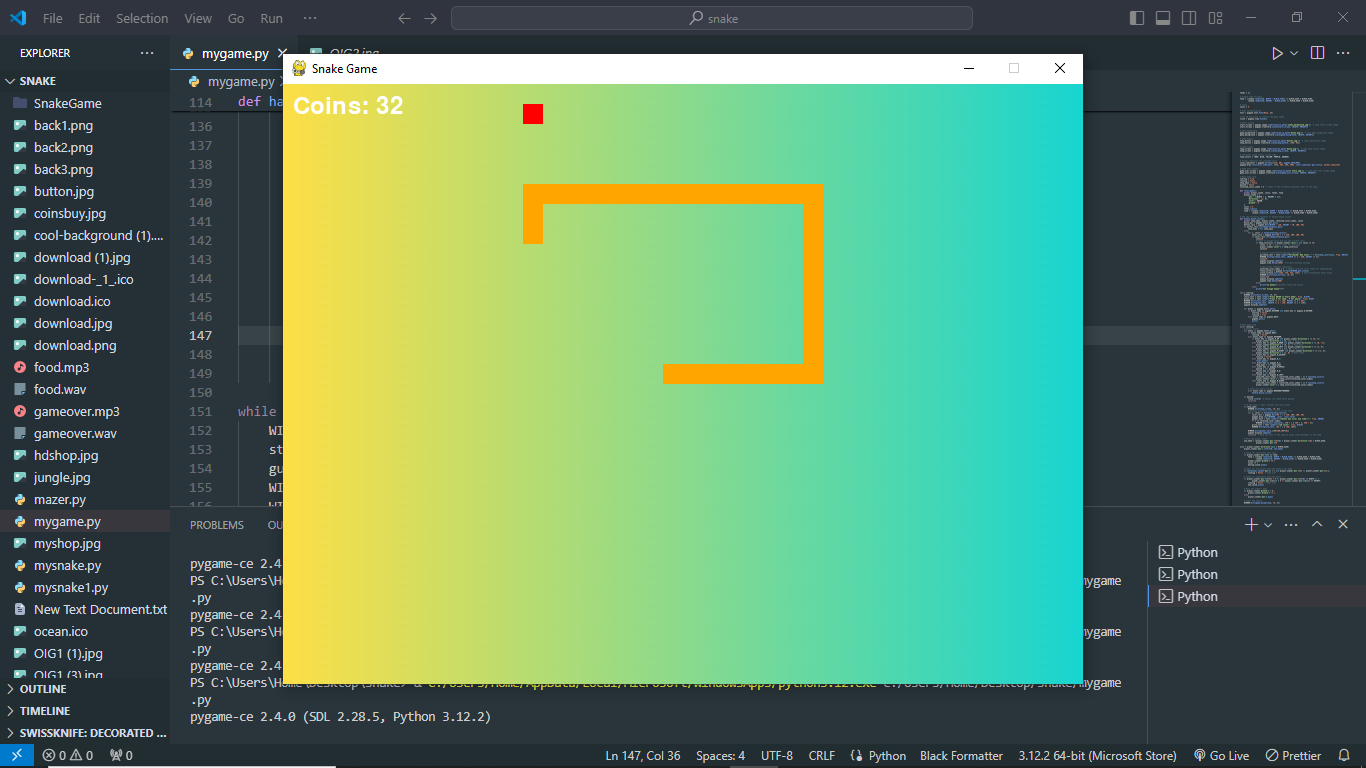 File Edit Selection View Go Run ··· snake
EXPLORER ···
mygame.py
OIG2.jpg
SNAKE
mygame.py
SnakeGame
back1.png
back2.png
back3.png
button.jpg
coinsbuy.jpg
cool-background (1)....
download (1).jpg
download-_1_.ico
download.ico
download.jpg
download.png
food.mp3
food.wav
gameover.mp3
gameover.wav
hdshop.jpg
jungle.jpg
mazer.py
mygame.py
myshop.jpg
mysnake.py
mysnake1.py
New Text Document.txt
ocean.ico
OIG1 (1).jpg
OIG1 (3).jpg
OUTLINE
TIMELINE
SWISSKNIFE: DECORATED ...
114 def ha
136
137
138
139
140
141
142
143
144
145
146
147
148
149
150
151 while
152 WI
153 st
154 gu
155 WI
156
Snake Game
Coins: 32
PROBLEMS OU
pygame-ce 2.4
PS C:\Users\H mygame
.py
pygame-ce 2.4
PS C:\Users\H mygame
.py
pygame-ce 2.4
PS C:\Users\Home\Desktop\Snake> & C:/Users/Home/AppData/Local/Microsoft/WindowsApps/python3.12.exe c:/Users/Home/Desktop/Snake/mygame
.py
pygame-ce 2.4.0 (SDL 2.28.5, Python 3.12.2)
Python
Python
Python
0 0 0 Ln 147, Col 36 Spaces: 4 UTF-8 CRLF Python Black Formatter 3.12.2 64-bit (Microsoft Store) Go Live Prettier